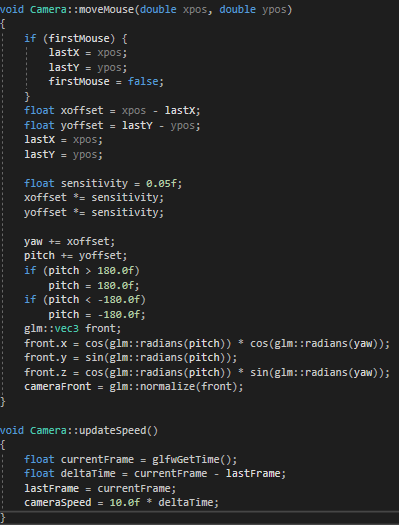 void Camera::moveMouse(double xpos, double ypos)
{
    if (firstMouse) {
        lastX = xpos;
        lastY = ypos;
        firstMouse = false;
    }
    float xoffset = xpos - lastX;
    float yoffset = lastY - ypos;
    lastX = xpos;
    lastY = ypos;

    float sensitivity = 0.05f;
    xoffset *= sensitivity;
    yoffset *= sensitivity;

    yaw += xoffset;
    pitch += yoffset;
    if (pitch > 180.0f)
        pitch = 180.0f;
    if (pitch < -180.0f)
        pitch = -180.0f;
    glm::vec3 front;
    front.x = cos(glm::radians(pitch)) * cos(glm::radians(yaw));
    front.y = sin(glm::radians(pitch));
    front.z = cos(glm::radians(pitch)) * sin(glm::radians(yaw));
    cameraFront = glm::normalize(front);
}

void Camera::updateSpeed()
{
    float currentFrame = glfwGetTime();
    float deltaTime = currentFrame - lastFrame;
    lastFrame = currentFrame;
    cameraSpeed = 10.0f * deltaTime;
}